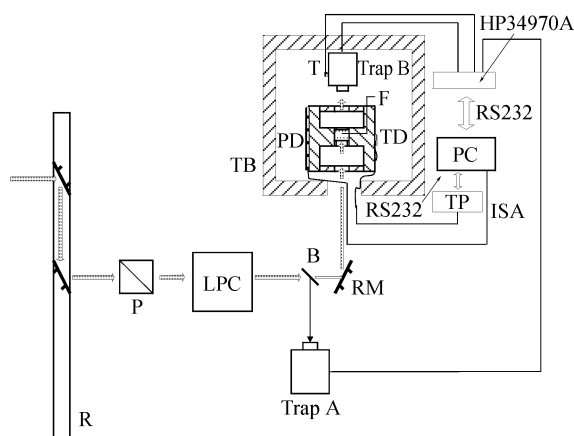 HP34970A
T
Trap B
F
RS232
PD
TD
TB
PC
RS232
TP
ISA
B
LPC
RM
P
Trap A
R